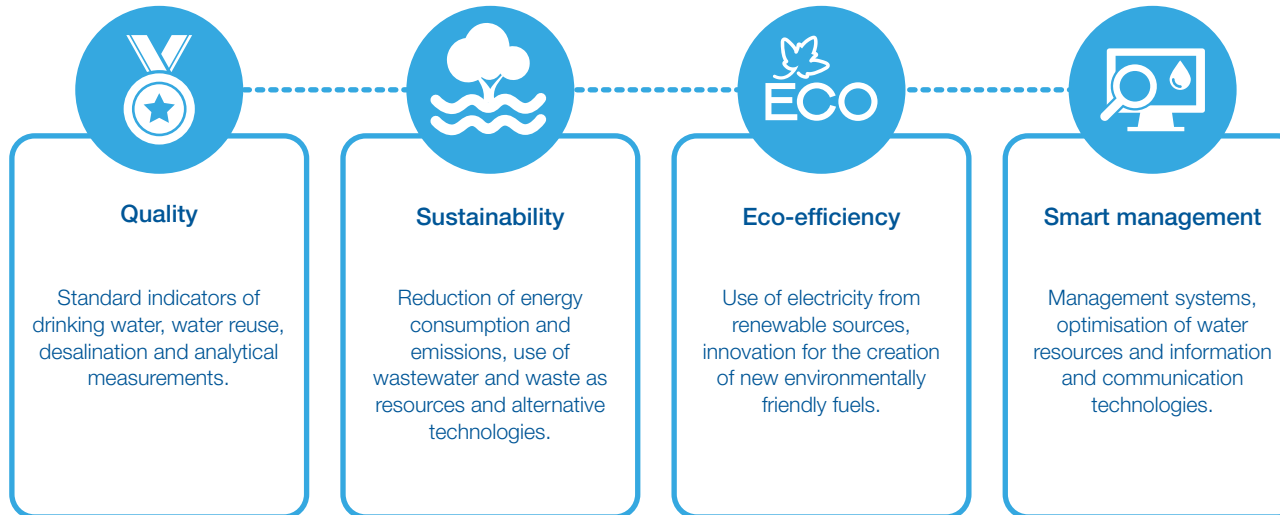 ECO
Quality
Standard indicators of
drinking water, water reuse,
desalination and analytical
measurements.
Sustainability
Reduction of energy
consumption and
emissions, use of
wastewater and waste as
resources and alternative
technologies.
Eco-efficiency
Use of electricity from
renewable sources,
innovation for the creation
of new environmentally
friendly fuels.
Smart management
Management systems,
optimisation of water
resources and information
and communication
technologies.